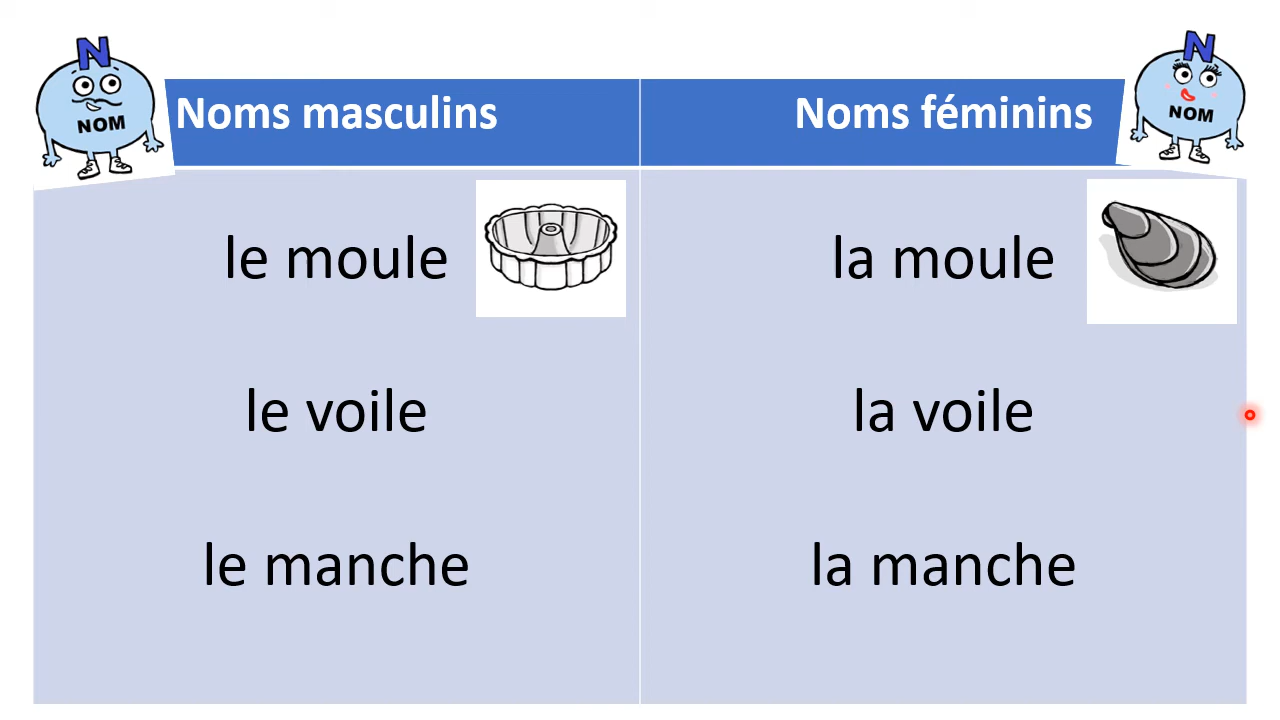 N
NOM
N
NOM
Noms masculins
Noms féminins
le moule
la moule
le voile
la voile
le manche
la manche